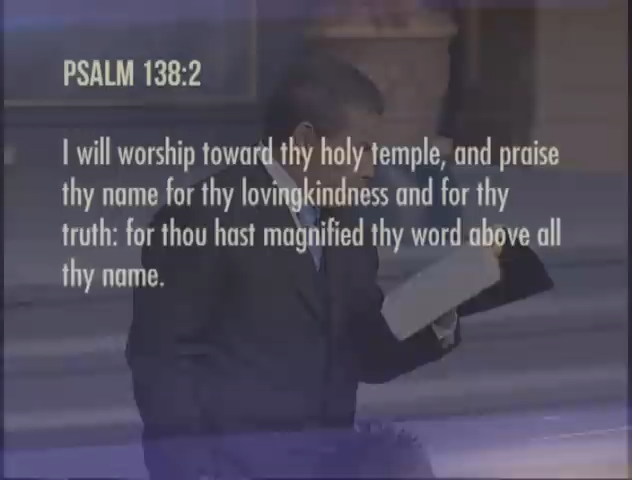 PSALM 138:2
I will worship toward thy holy temple, and praise
thy name for thy lovingkindness and for thy
truth: for thou hast magnified thy word above all
thy name.